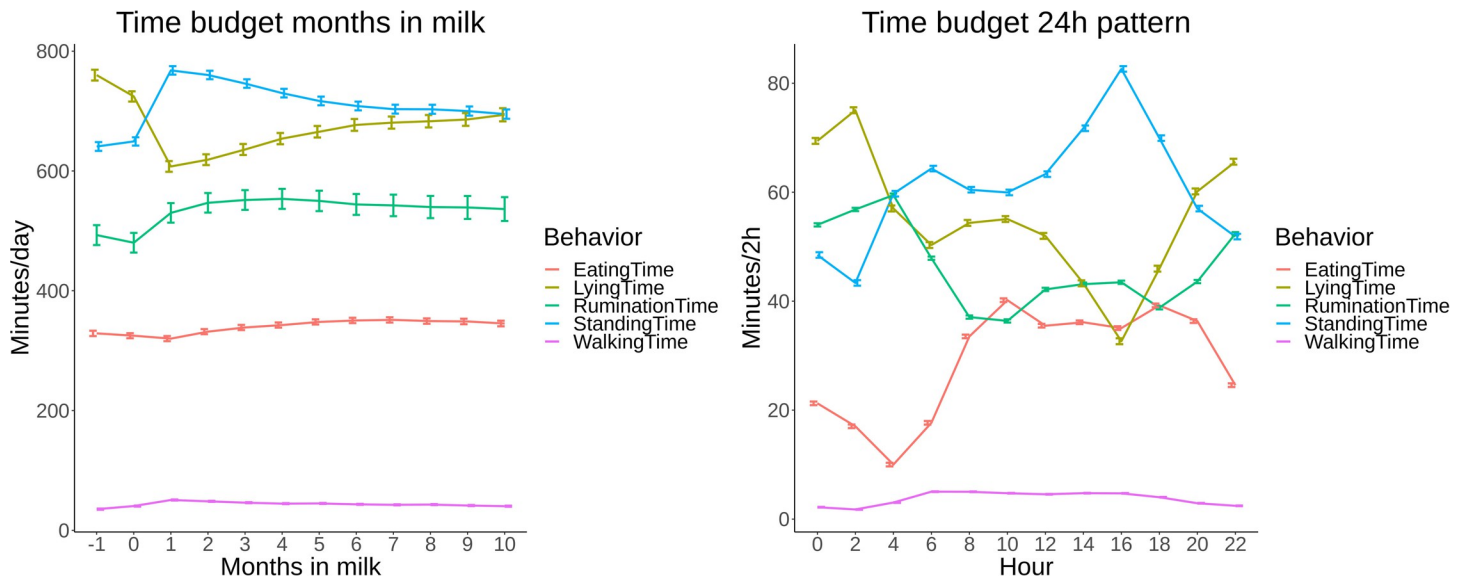 Time budget months in milk
800
600
400
200
0
Minutes/day
-1 0 1 2 3 4 5 6 7 8 9 10
Months in milk
Behavior
EatingTime
LyingTime
RuminationTime
StandingTime
WalkingTime
Time budget 24h pattern
80
60
40
20
0
Minutes/2h
0 2 4 6 8 10 12 14 16 18 20 22
Hour
Behavior
EatingTime
LyingTime
RuminationTime
StandingTime
WalkingTime